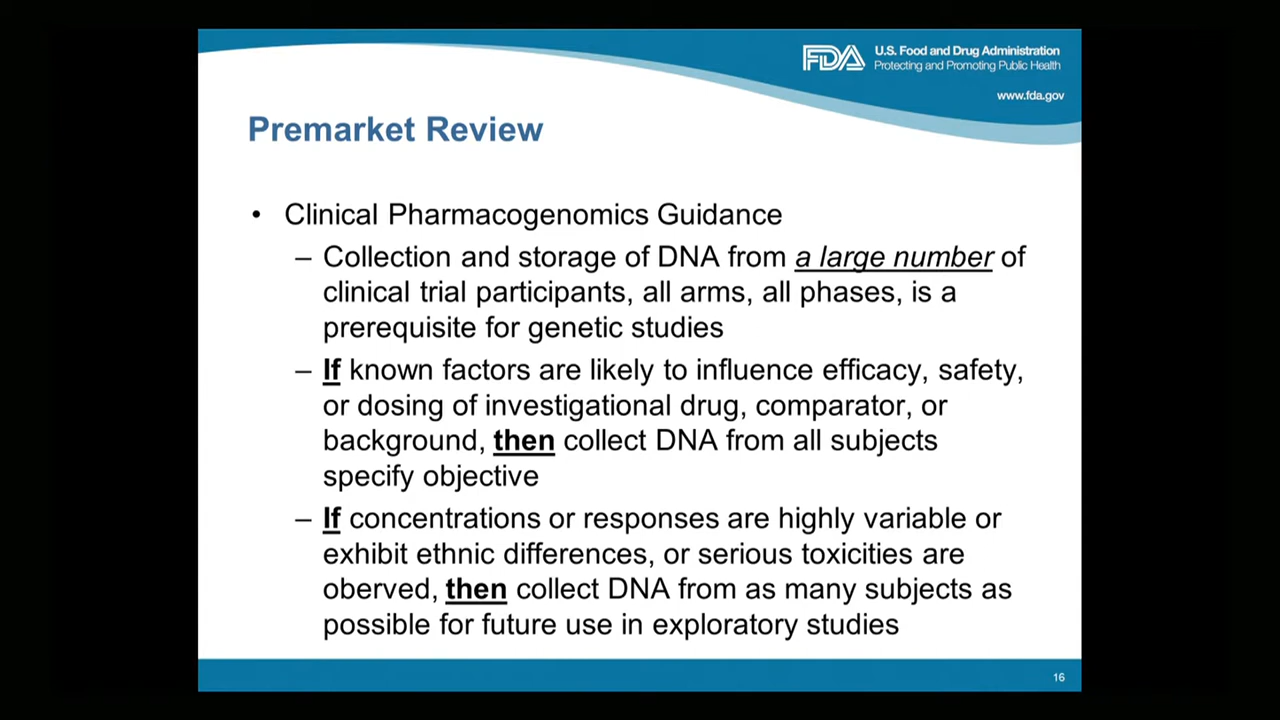 FDA U.S. Food and Drug Administration
Protecting and Promoting Public Health
www.fda.gov
Premarket Review
• Clinical Pharmacogenomics Guidance
– Collection and storage of DNA from a large number of
clinical trial participants, all arms, all phases, is a
prerequisite for genetic studies
– If known factors are likely to influence efficacy, safety,
or dosing of investigational drug, comparator, or
background, then collect DNA from all subjects
specify objective
– If concentrations or responses are highly variable or
exhibit ethnic differences, or serious toxicities are
oberved, then collect DNA from as many subjects as
possible for future use in exploratory studies
16